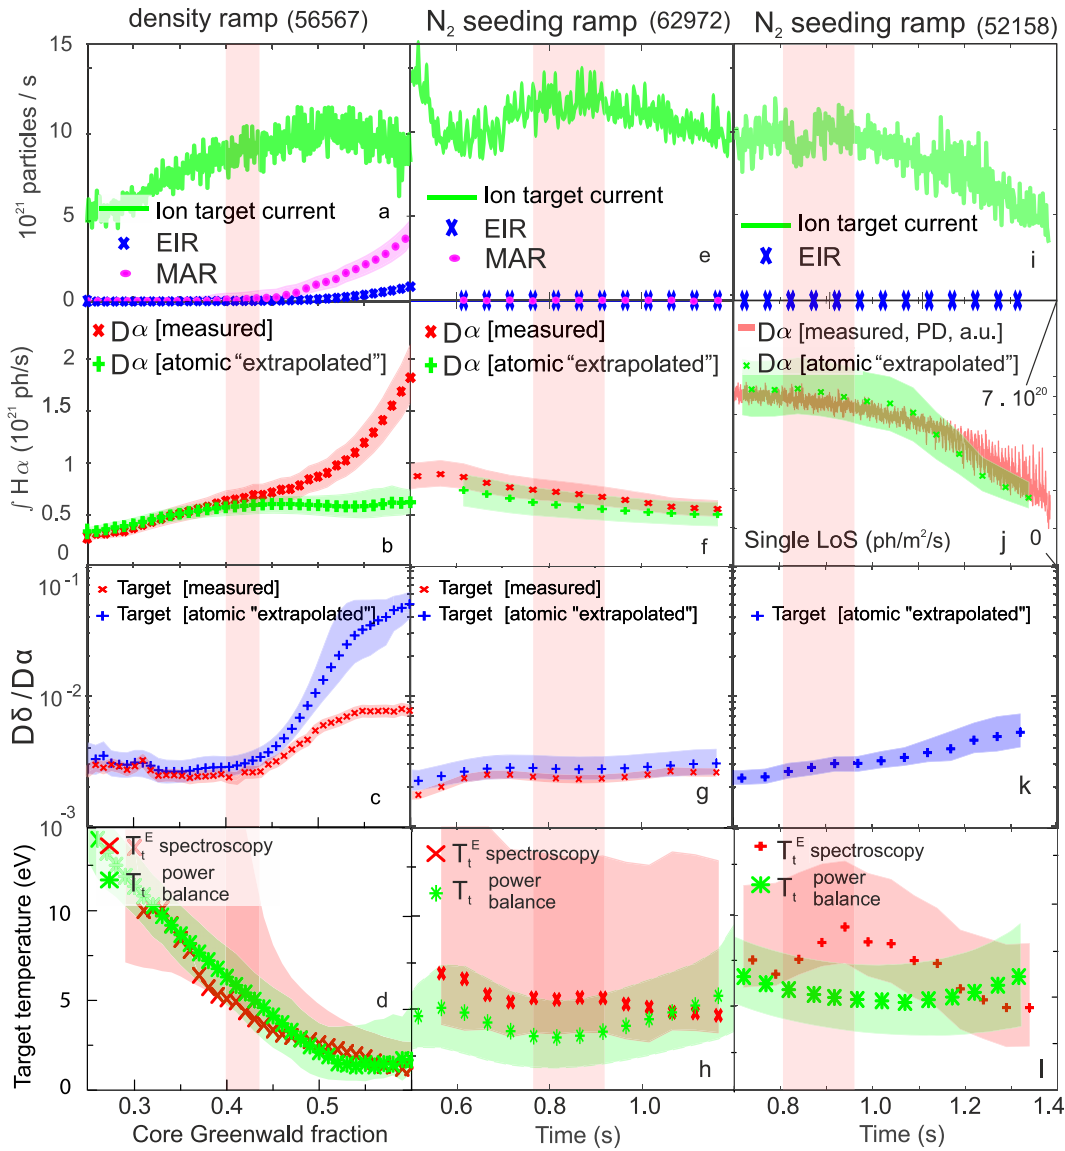 density ramp (56567)
N₂ seeding ramp (62972)
N₂ seeding ramp (52158)
10²¹ particles / s
15
10
5
0
Ion target current
a
EIR
MAR
Ion target current
EIR
MAR
e
Ion target current
EIR
i
∫ Hα (10²¹ ph/s)
2
1.5
1
0.5
0
Dα [measured]
Dα [atomic “extrapolated”]
b
Dα [measured]
Dα [atomic “extrapolated”]
f
Dα [measured, PD, a.u.]
Dα [atomic “extrapolated”]
7 . 10²⁰
Single LoS (ph/m²/s)
j
0
Dδ/Dα
10⁻¹
10⁻²
10⁻³
Target [measured]
Target [atomic "extrapolated"]
c
Target [measured]
Target [atomic "extrapolated"]
g
Target [atomic "extrapolated"]
k
Target temperature (eV)
10
10
5
0
Tₜᴱ spectroscopy
Tₜ power
balance
d
Tₜᴱ spectroscopy
Tₜ power
balance
h
Tₜᴱ spectroscopy
Tₜ power
balance
l
0.3
0.4
0.5
0.6
0.8
1.0
0.8
1.0
1.2
1.4
Core Greenwald fraction
Time (s)
Time (s)